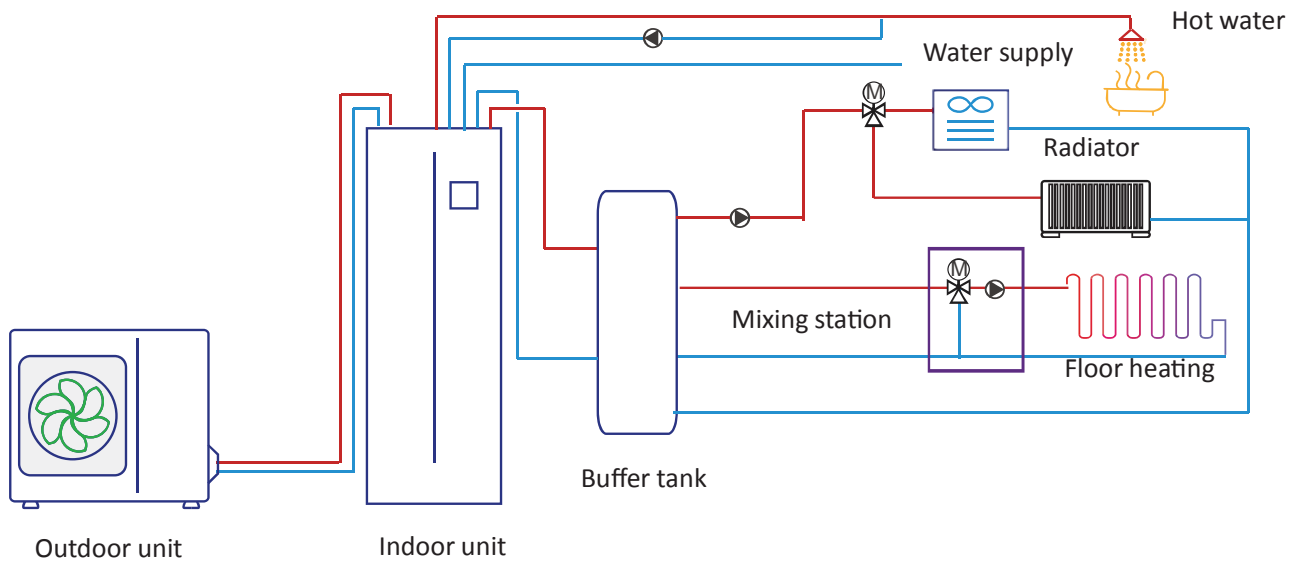 Hot water
Water supply
M
Radiator
M
Mixing station
Floor heating
Buffer tank
Outdoor unit
Indoor unit